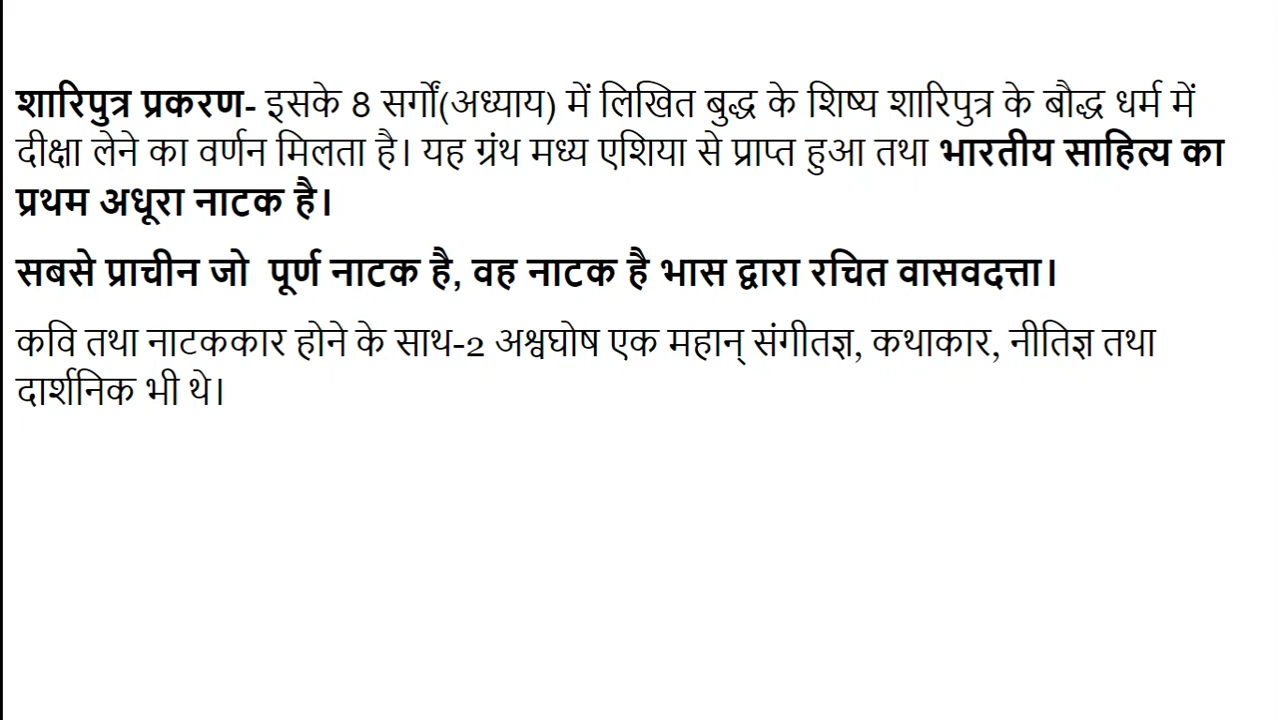 शारिपुत्र प्रकरण- इसके 8 सर्गों(अध्याय) में लिखित बुद्ध के शिष्य शारिपुत्र के बौद्ध धर्म में
दीक्षा लेने का वर्णन मिलता है। यह ग्रंथ मध्य एशिया से प्राप्त हुआ तथा भारतीय साहित्य का
प्रथम अधूरा नाटक है।
सबसे प्राचीन जो  पूर्ण नाटक है, वह नाटक है भास द्वारा रचित वासवदत्ता।
कवि तथा नाटककार होने के साथ-2 अश्वघोष एक महान् संगीतज्ञ, कथाकार, नीतिज्ञ तथा
दार्शनिक भी थे।